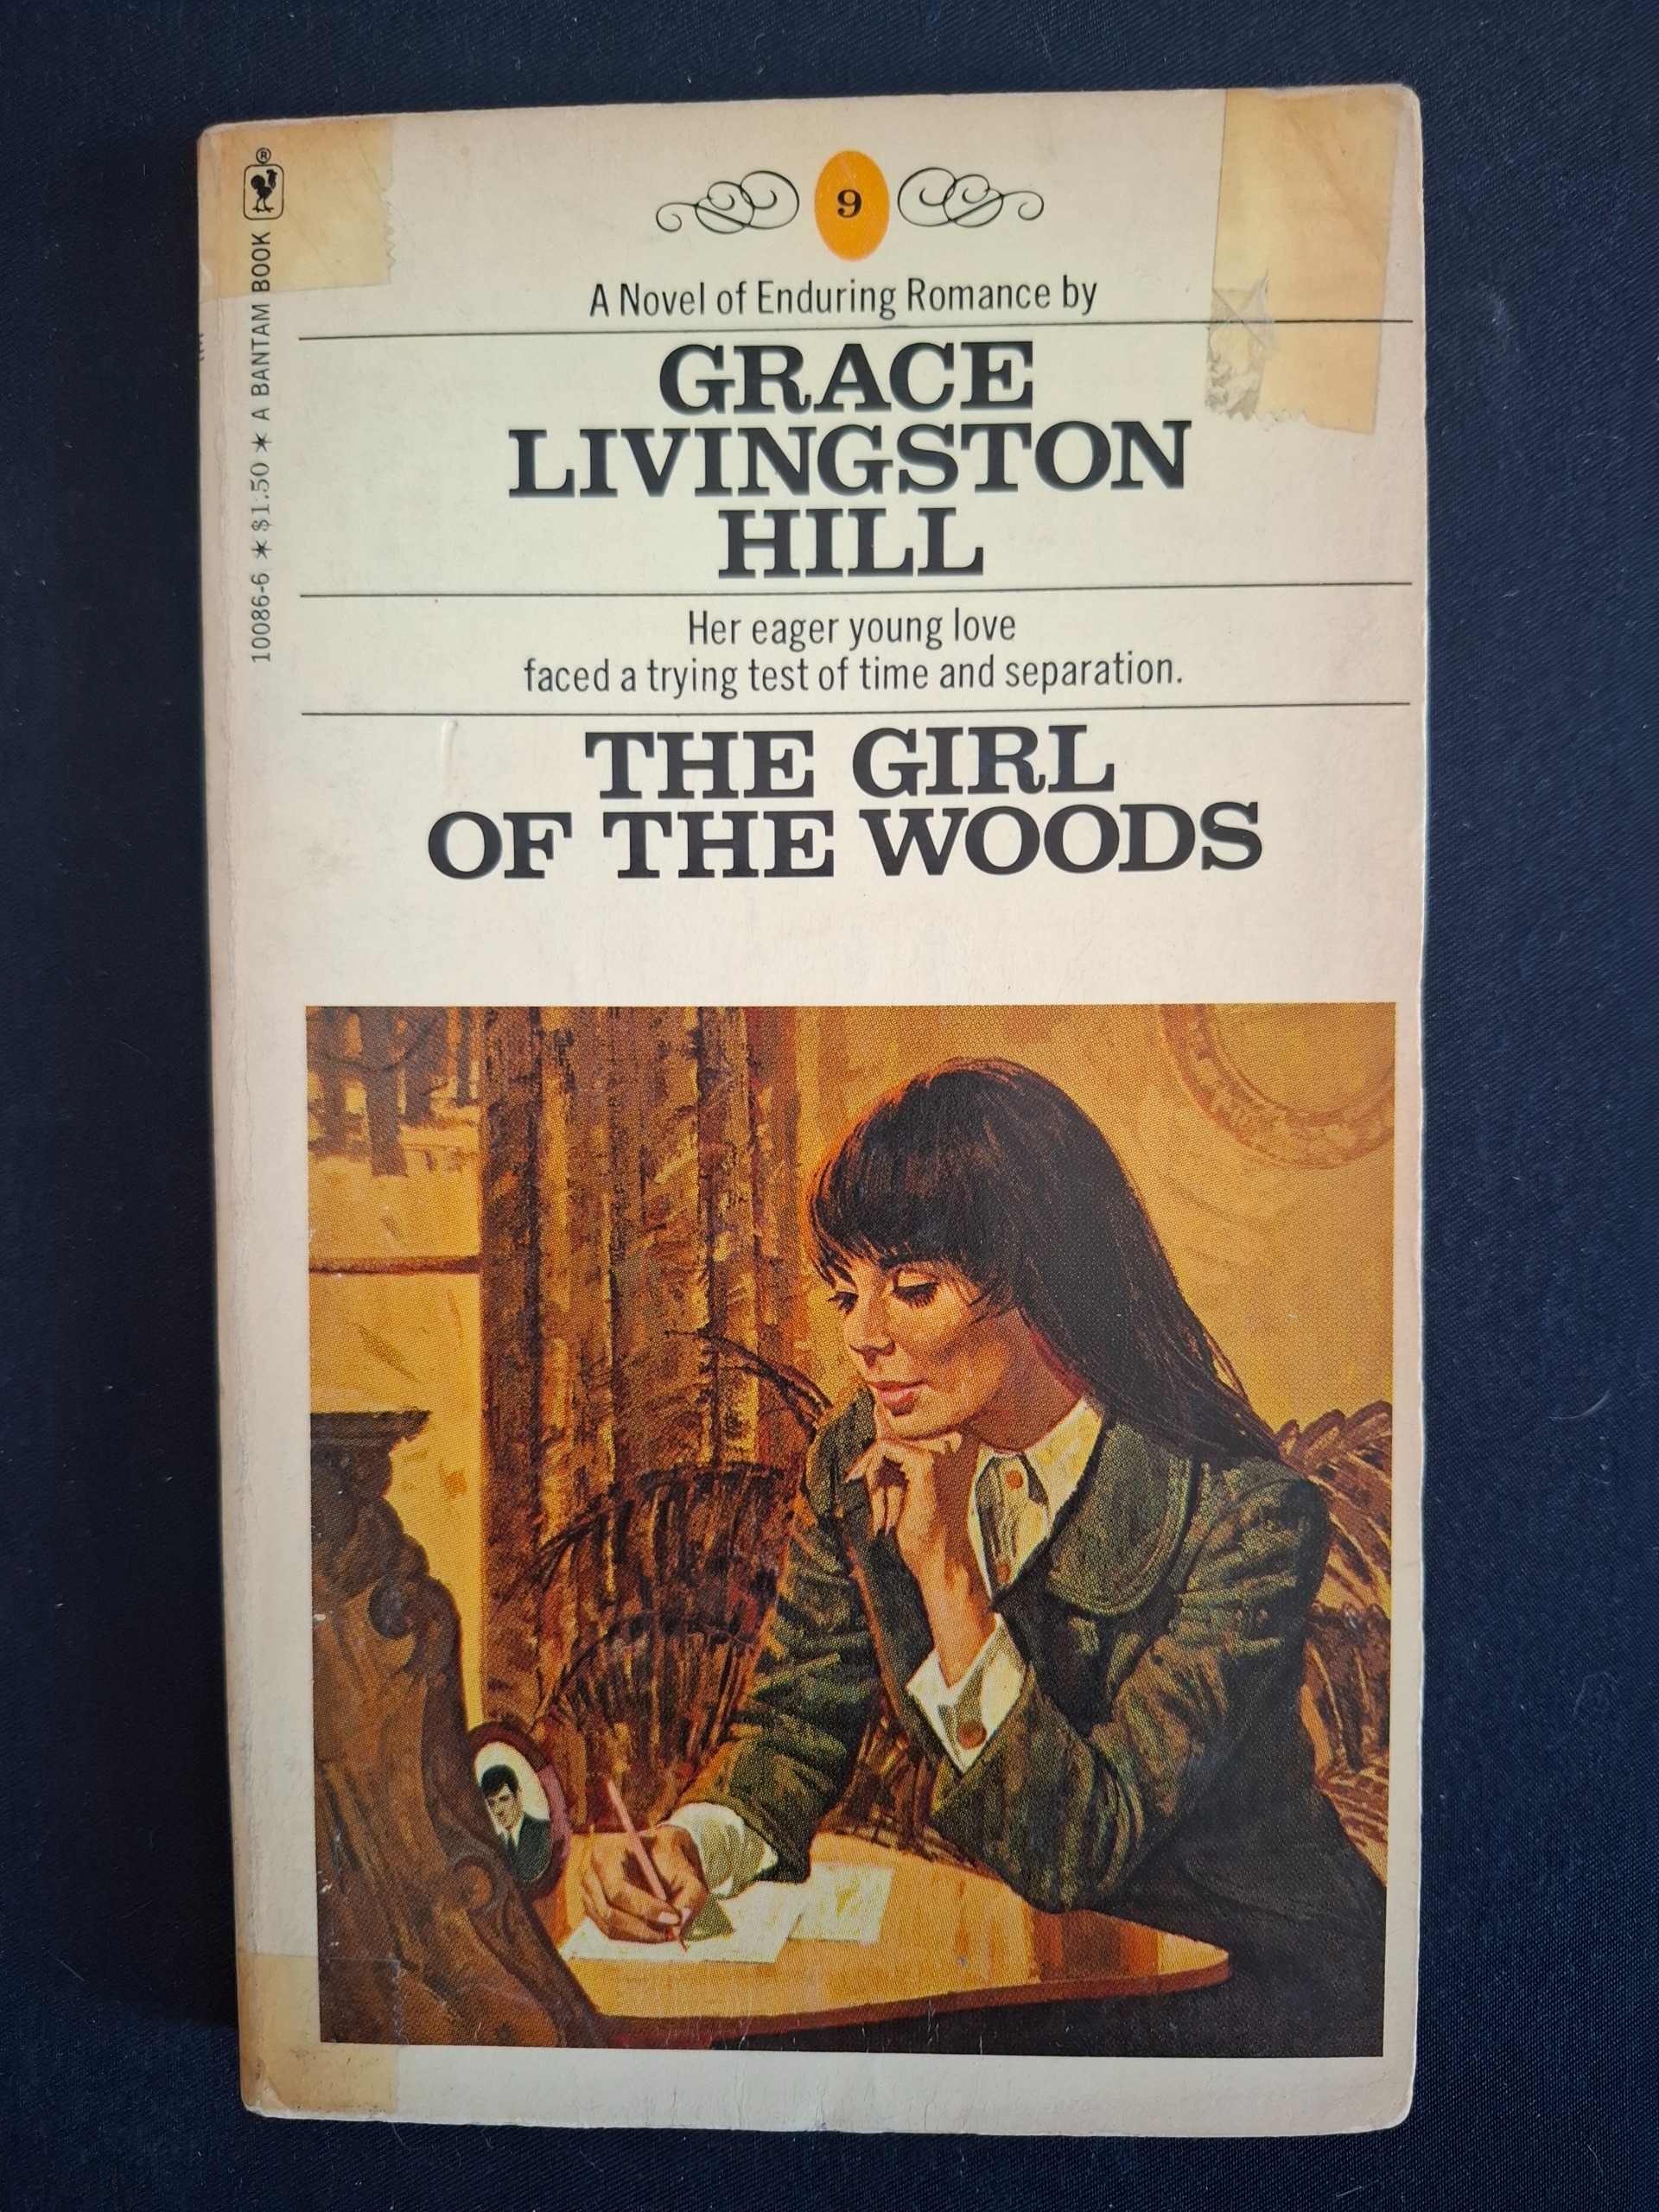 10086-6 * $1.50 * A BANTAM BOOK ®
9
A Novel of Enduring Romance by
GRACE
LIVINGSTON
HILL
Her eager young love
faced a trying test of time and separation.
THE GIRL
OF THE WOODS